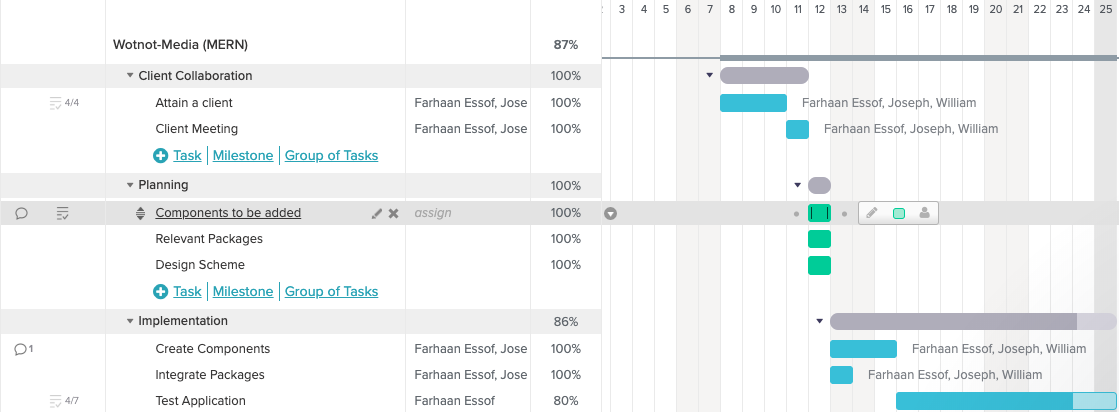 3 4 5 6 7 8 9 10 11 12 13 14 15 16 17 18 19 20 21 22 23 24 25
Wotnot-Media (MERN) 87%
Client Collaboration 100%
4/4 Attain a client Farhaan Essof, Jose 100% Farhaan Essof, Joseph, William
Client Meeting Farhaan Essof, Jose 100% Farhaan Essof, Joseph, William
Task Milestone Group of Tasks
Planning 100%
Components to be added assign 100%
Relevant Packages 100%
Design Scheme 100%
Task Milestone Group of Tasks
Implementation 86%
1 Create Components Farhaan Essof, Jose 100% Farhaan Essof, Joseph, William
Integrate Packages Farhaan Essof, Jose 100% Farhaan Essof, Joseph, William
4/7 Test Application Farhaan Essof 80%